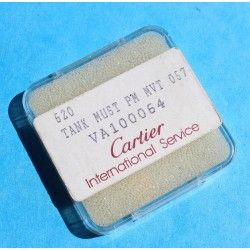 620
TANK MUST PM MVT 057
VA100064
Cartier
International Service